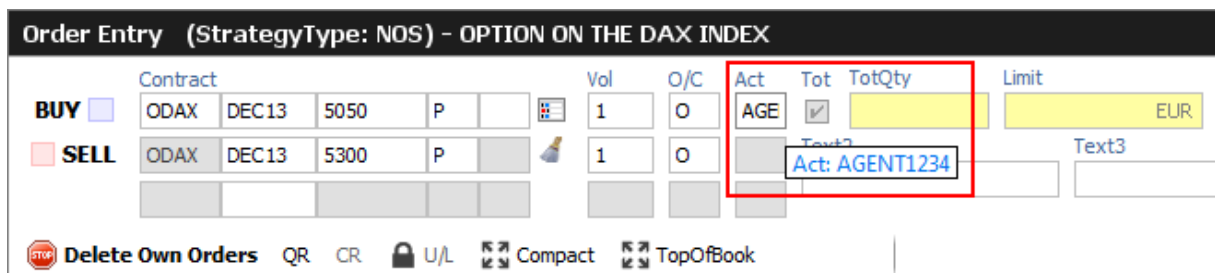 Order Entry (StrategyType: NOS) - OPTION ON THE DAX INDEX
Contract Vol O/C Act Tot TotQty Limit
BUY ODAX DEC13 5050 P 1 O AGE EUR
SELL ODAX DEC13 5300 P 1 O Text3
Act: AGENT1234
STOP Delete Own Orders QR CR U/L Compact TopOfBook